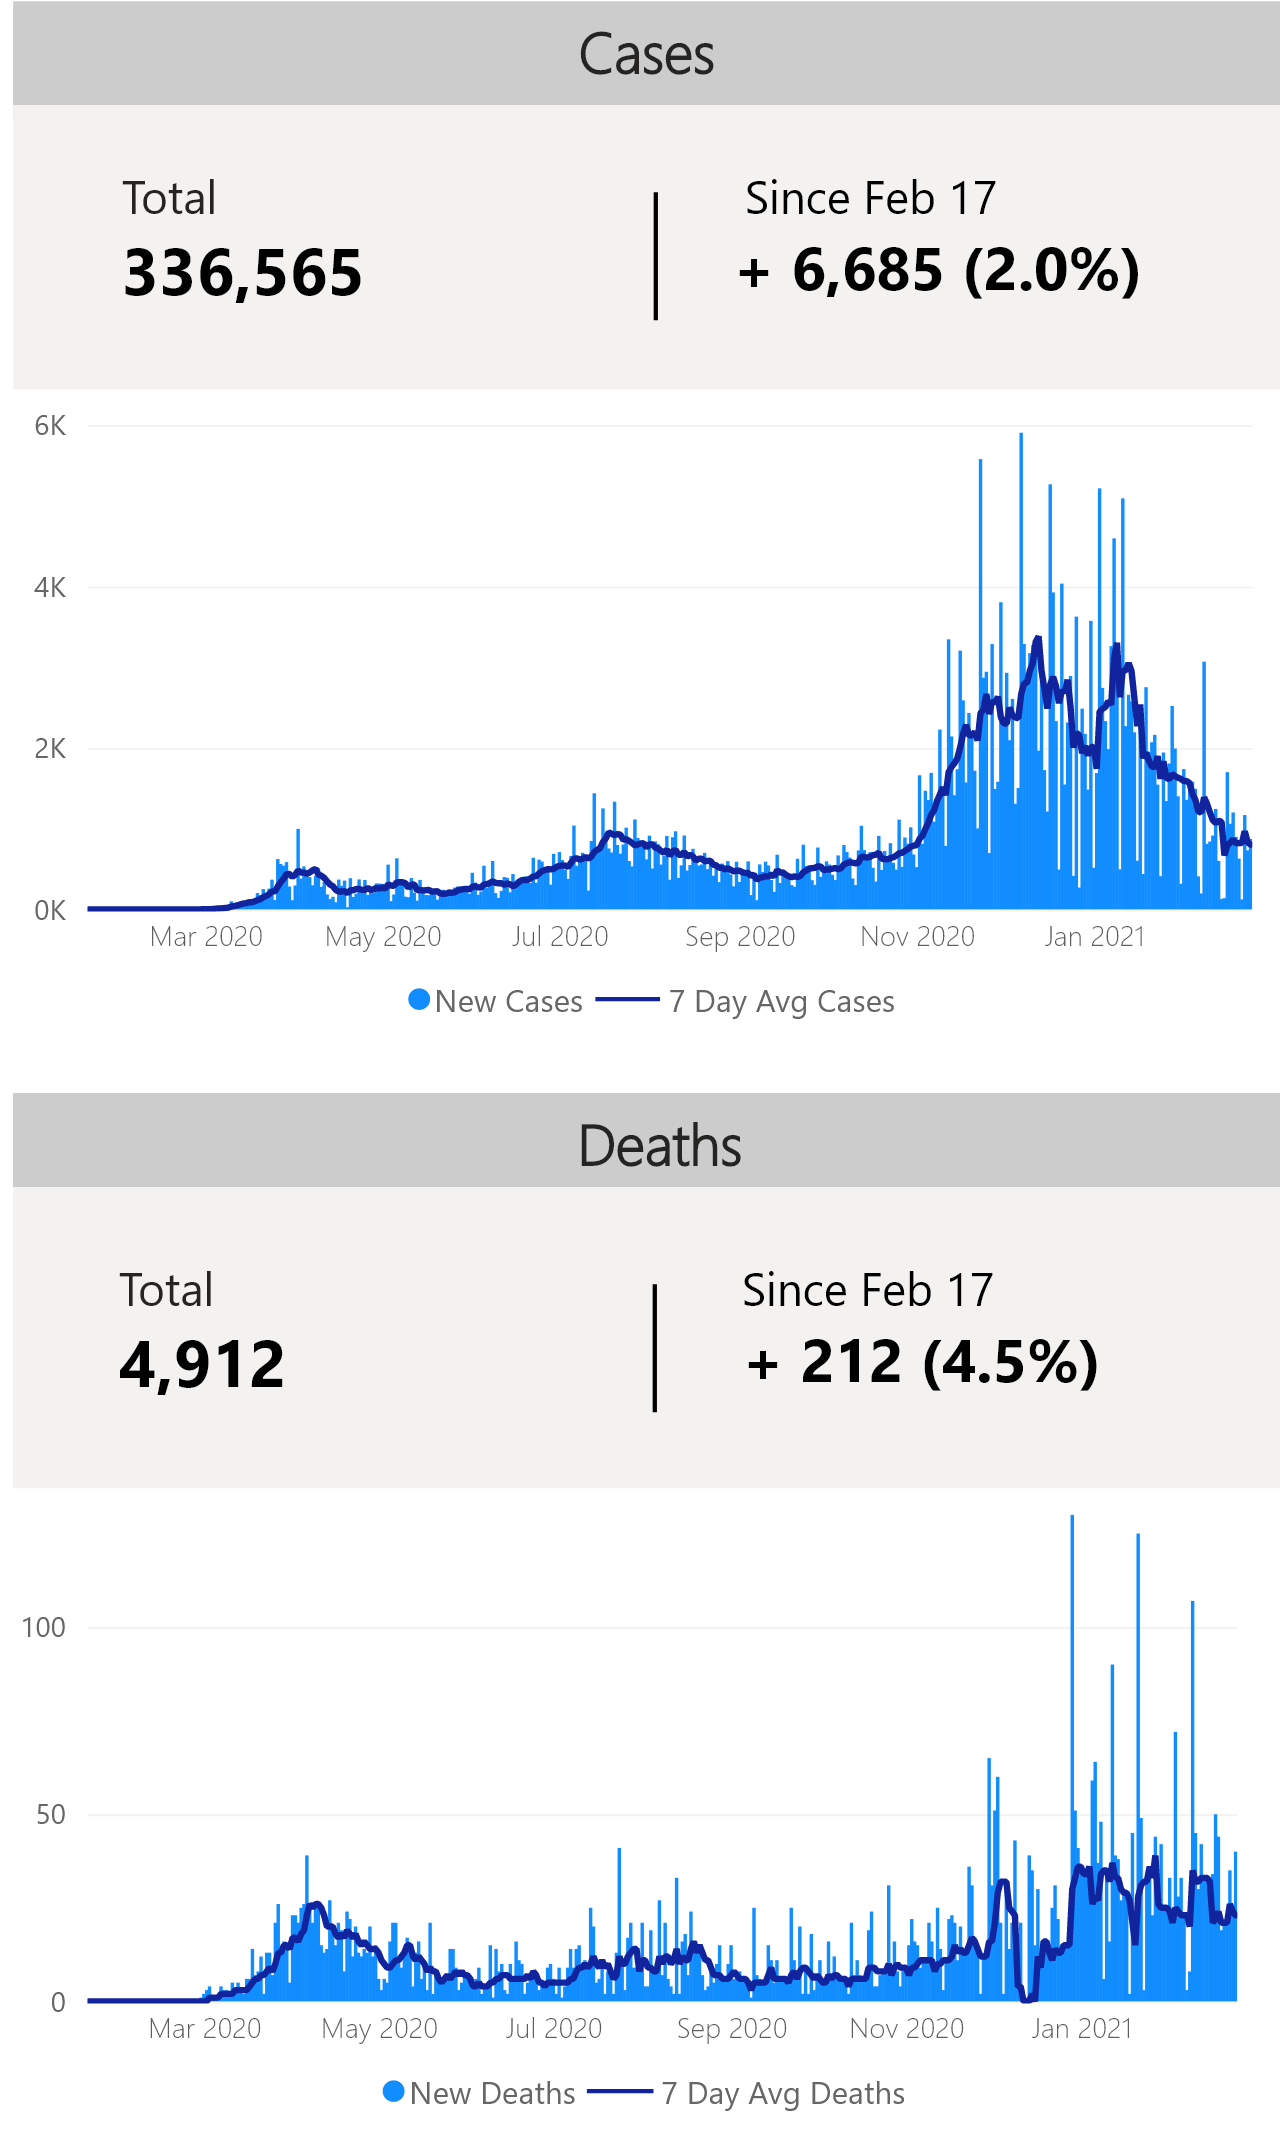 Cases
Total
Since Feb 17
336,565
+ 6,685 (2.0%)
6K
4K
2K
0K
Mar 2020 May 2020 Jul 2020 Sep 2020 Nov 2020 Jan 2021
New Cases 7 Day Avg Cases
Deaths
Total
Since Feb 17
4,912
+ 212 (4.5%)
100
50
0
Mar 2020 May 2020 Jul 2020 Sep 2020 Nov 2020 Jan 2021
New Deaths 7 Day Avg Deaths